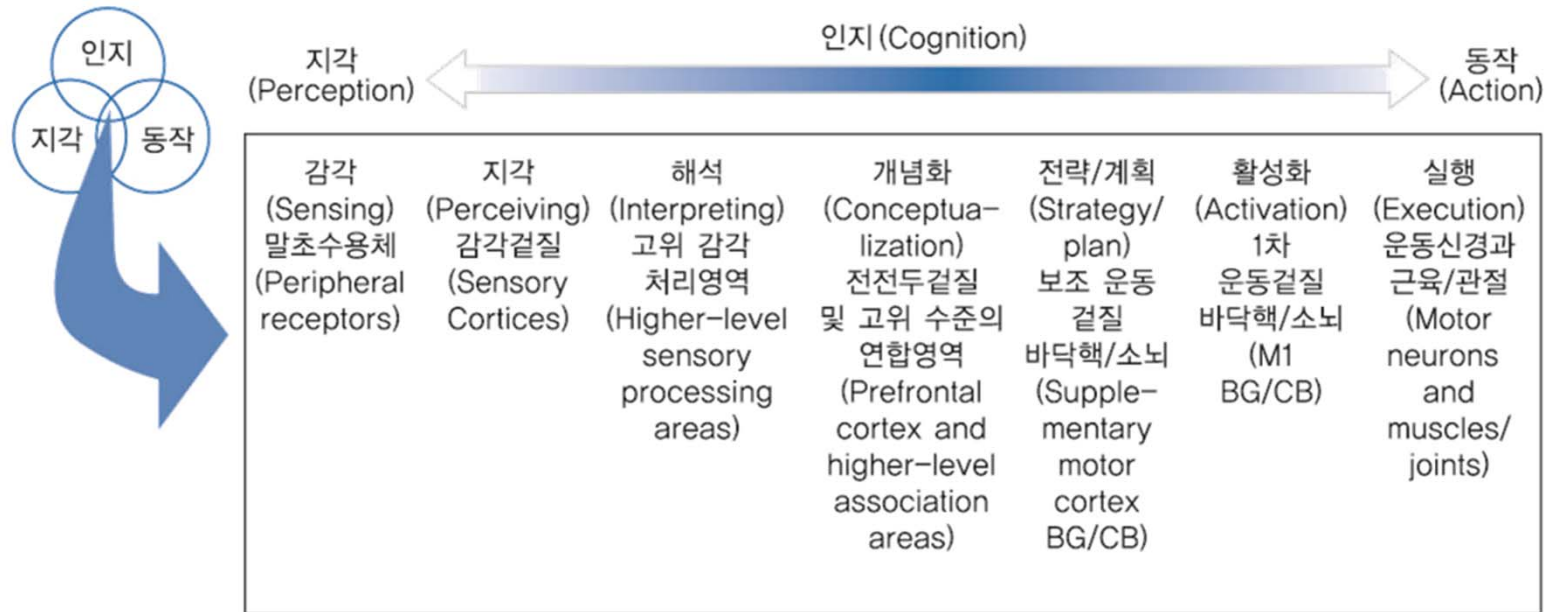 인지
지각
동작
지각
(Perception)
인지(Cognition)
동작
(Action)
감각
(Sensing)
말초수용체
(Peripheral
receptors)
지각
(Perceiving)
감각겉질
(Sensory
Cortices)
해석
(Interpreting)
고위 감각
처리영역
(Higher-level
sensory
processing
areas)
개념화
(Conceptua-
lization)
전전두겉질
및 고위 수준의
연합영역
(Prefrontal
cortex and
higher-level
association
areas)
전략/계획
(Strategy/
plan)
보조 운동
겉질
바닥핵/소뇌
(Supple-
mentary
motor
cortex
BG/CB)
활성화
(Activation)
1차
운동겉질
바닥핵/소뇌
(M1
BG/CB)
실행
(Execution)
운동신경과
근육/관절
(Motor
neurons
and
muscles/
joints)